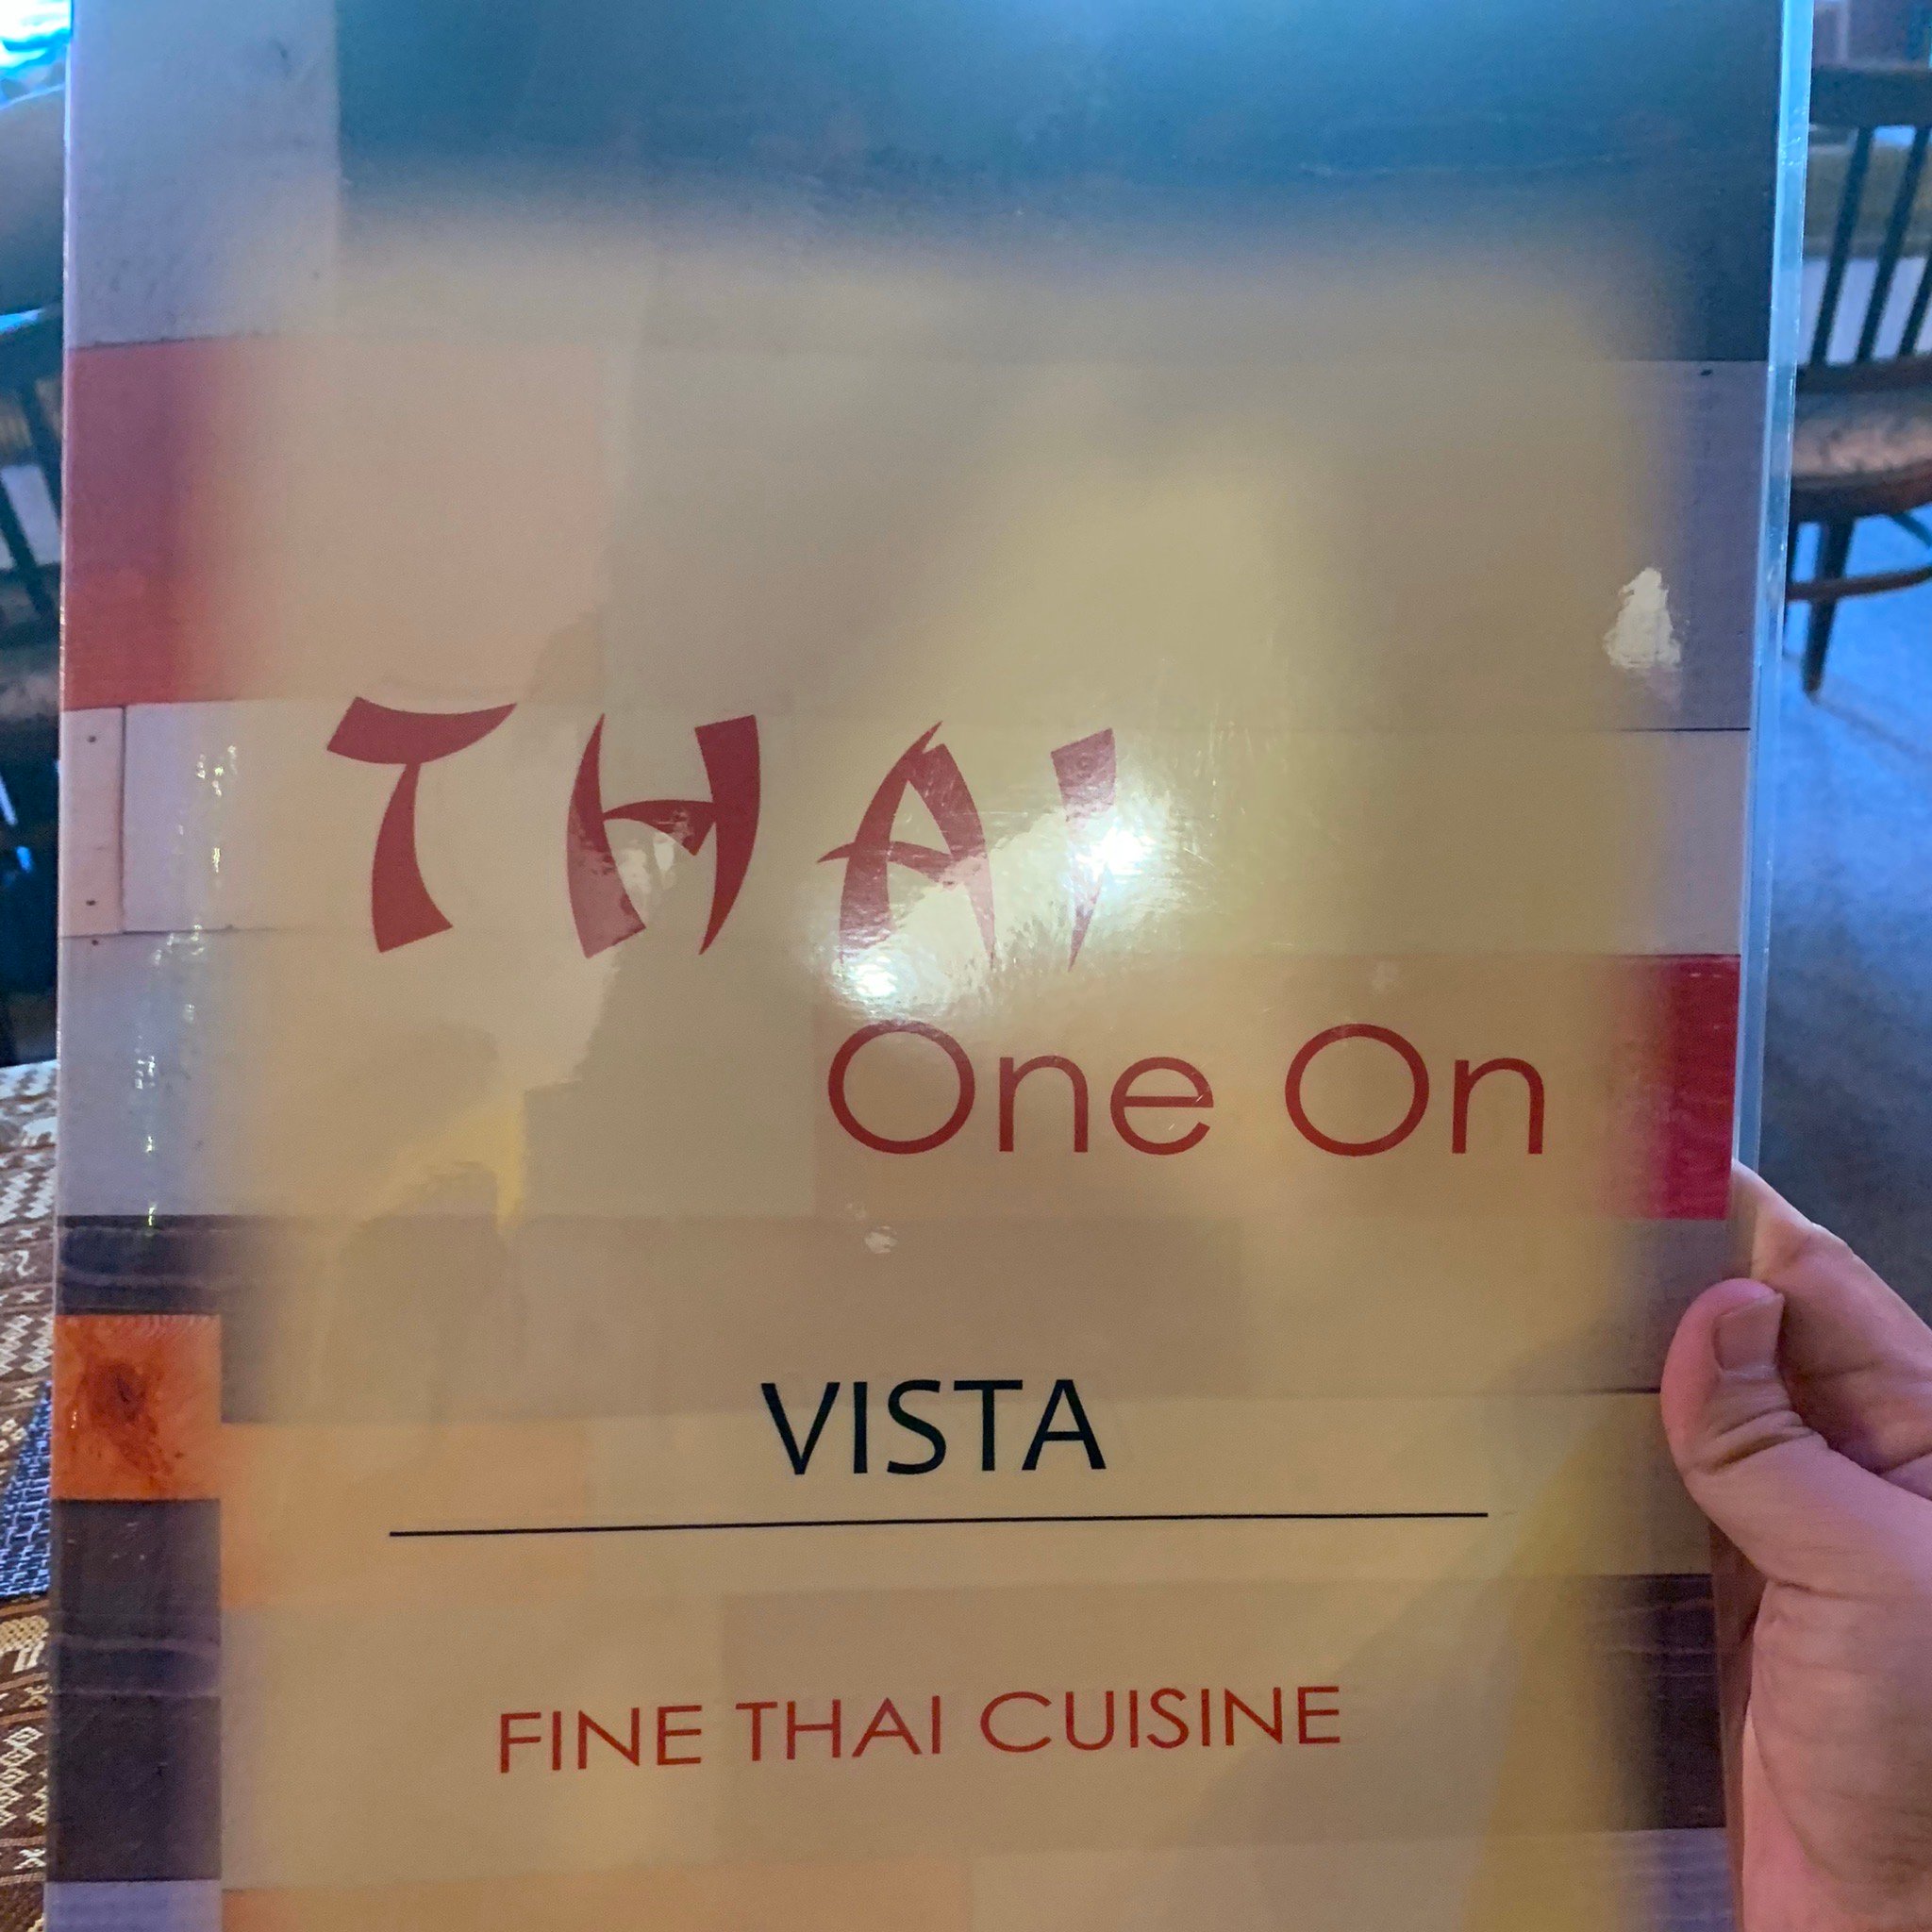 THAI
One On
VISTA
FINE THAI CUISINE